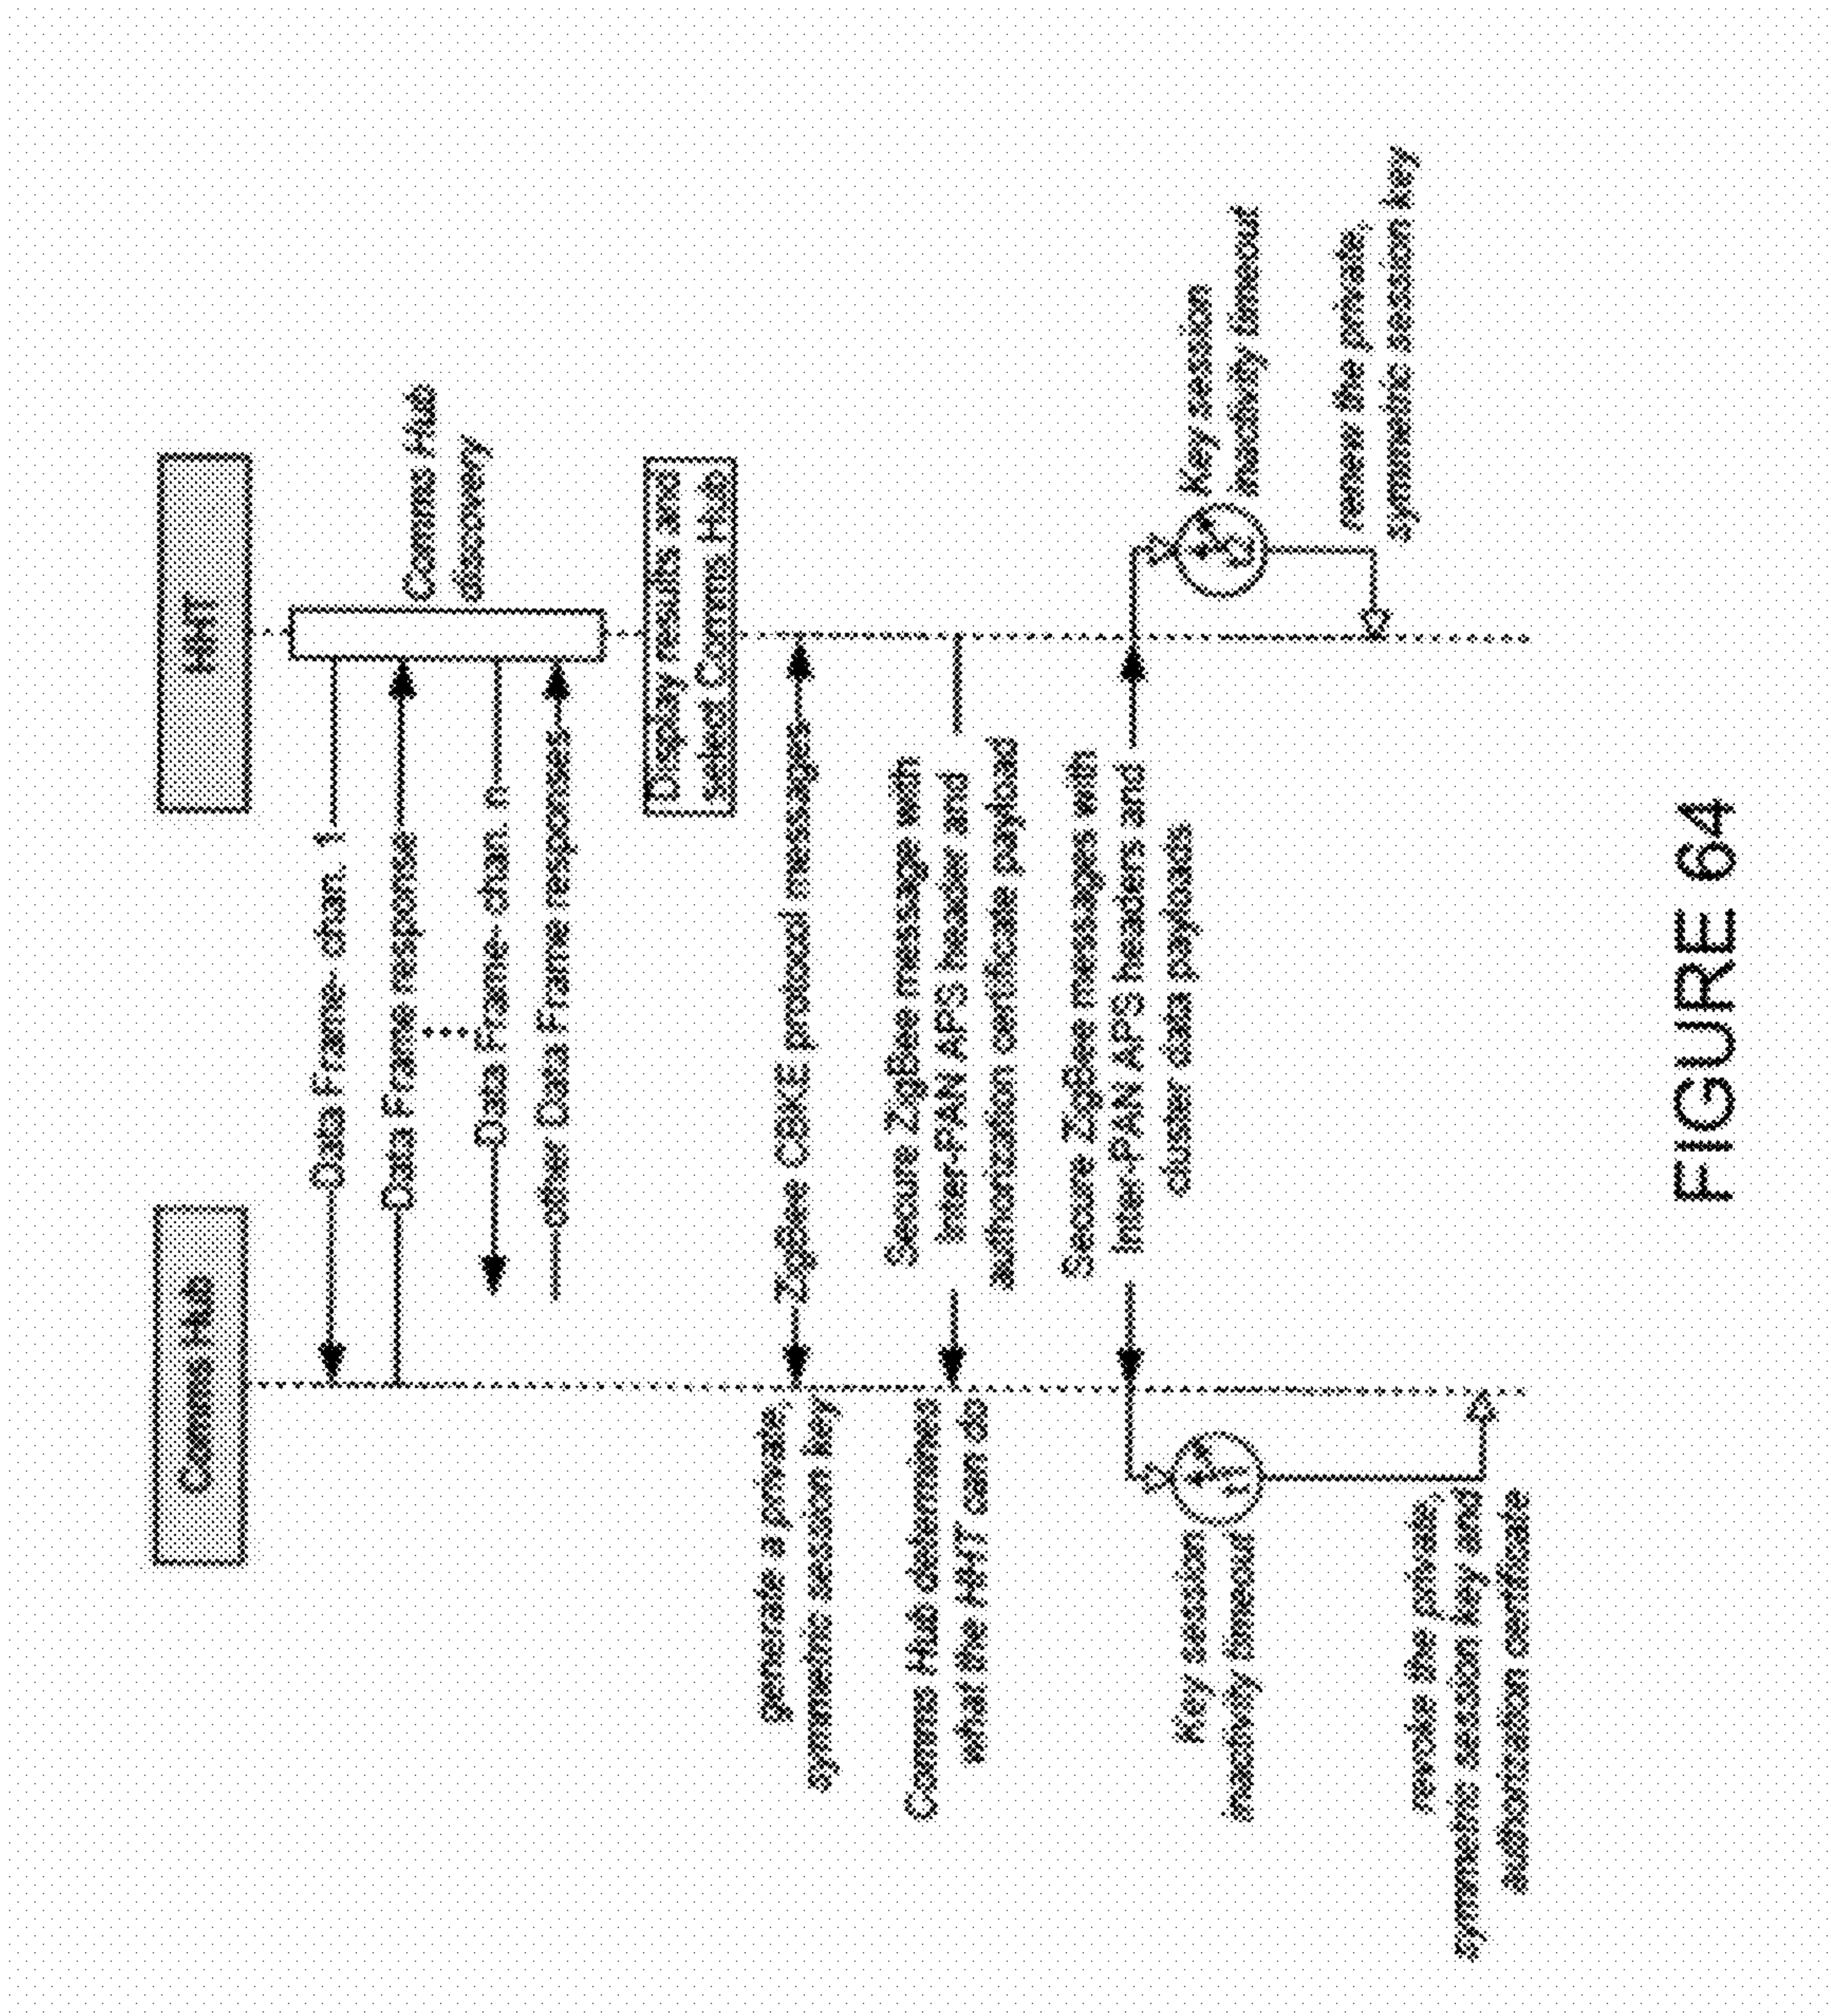 Comms Hub
HHT
Data Frame- chan. 1
Data Frame response
Data Frame- chan. n
other Data Frame responses
Comms Hub
discovery
Display results and
select Comms Hub
ZigBee CBKE protocol messages
generate a private,
symmetric session key
Secure ZigBee message with
Inter-PAN APS header and
authorization certificate payload
Comms Hub determines
what the HHT can do
Secure ZigBee messages with
Inter-PAN APS headers and
cluster data payloads
Key session
inactivity timeout
Key session
inactivity timeout
renew the private,
symmetric session key
revoke the private,
symmetric session key and
authorization certificate
FIGURE 64